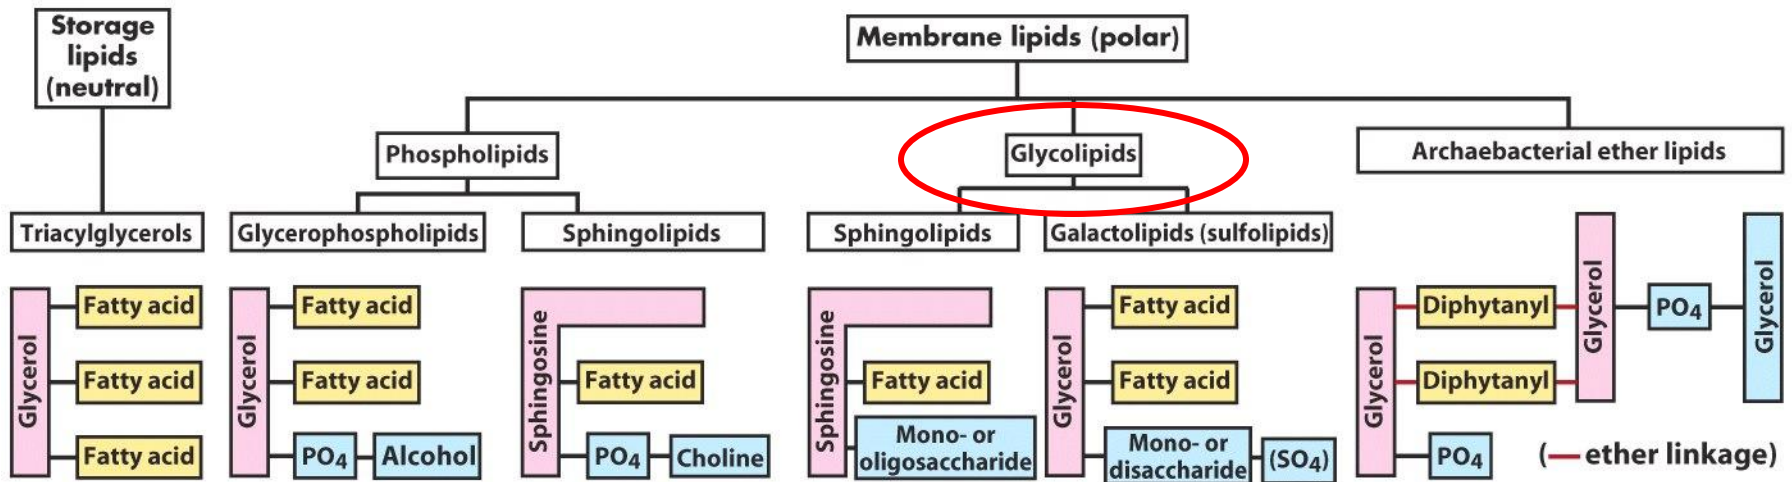 Storage
lipids
(neutral)
Membrane lipids (polar)
Phospholipids
Glycolipids
Archaebacterial ether lipids
Triacylglycerols
Glycerophospholipids
Sphingolipids
Sphingolipids
Galactolipids (sulfolipids)
Glycerol
Fatty acid
Fatty acid
Fatty acid
Glycerol
Fatty acid
Fatty acid
PO4
Alcohol
Sphingosine
Fatty acid
PO4
Choline
Sphingosine
Fatty acid
Mono- or
oligosaccharide
Glycerol
Fatty acid
Fatty acid
Mono- or
disaccharide
(SO4)
Glycerol
Diphytanyl
Diphytanyl
PO4
Glycerol
PO4
Glycerol
(— ether linkage)